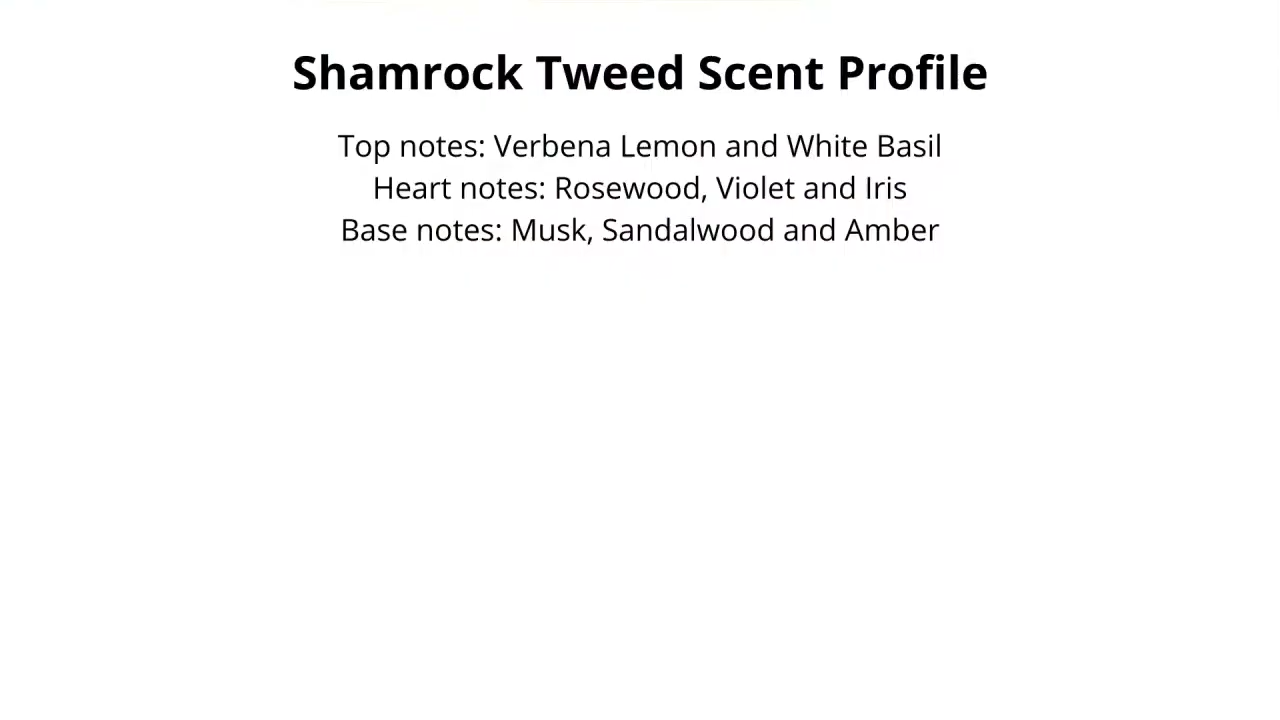 Shamrock Tweed Scent Profile
Top notes: Verbena Lemon and White Basil
Heart notes: Rosewood, Violet and Iris
Base notes: Musk, Sandalwood and Amber